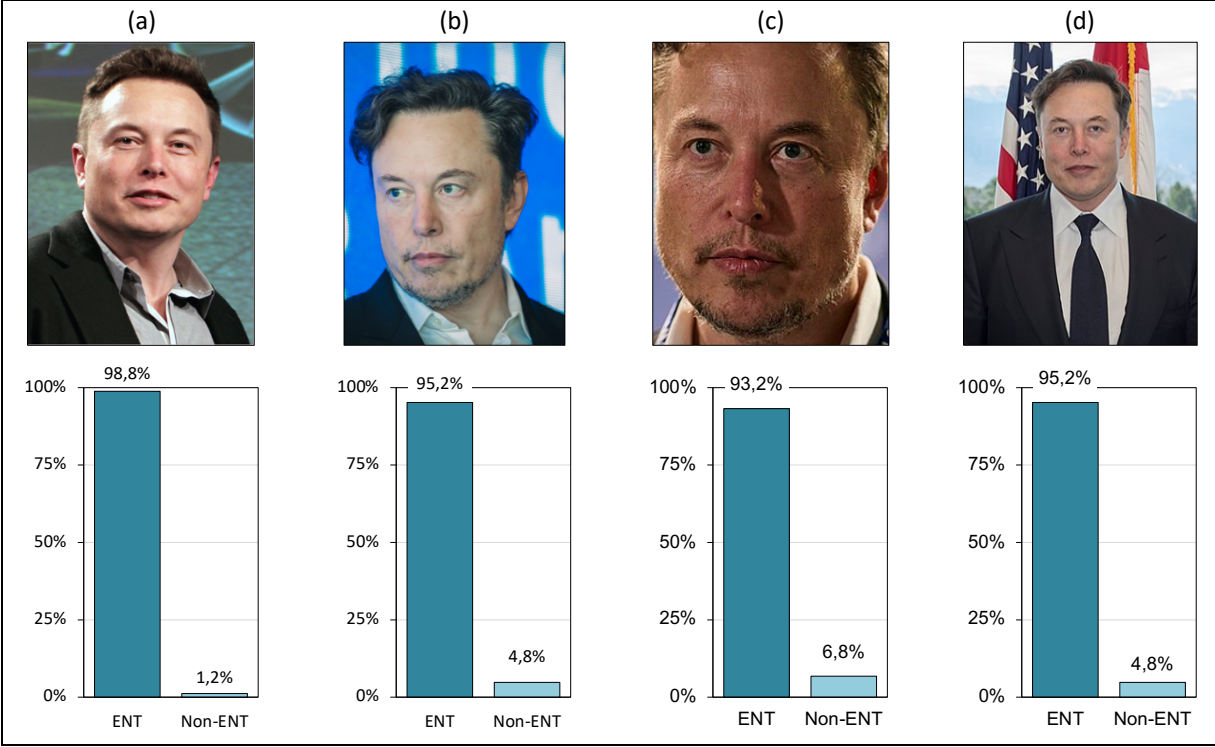 (a) (b) (c) (d)
98,8% 95,2% 93,2% 95,2%
100% 100% 100% 100%
75% 75% 75% 75%
50% 50% 50% 50%
25% 25% 25% 25%
1,2% 4,8% 6,8% 4,8%
0% 0% 0% 0%
ENT Non-ENT ENT Non-ENT ENT Non-ENT ENT Non-ENT